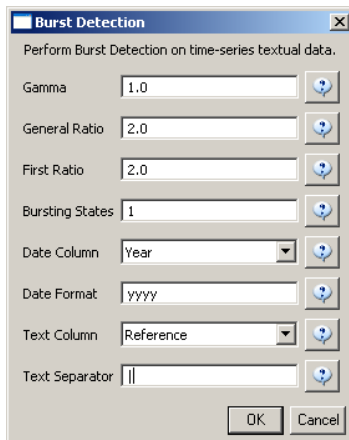 Burst Detection
Perform Burst Detection on time-series textual data.
Gamma 1.0
General Ratio 2.0
First Ratio 2.0
Bursting States 1
Date Column Year
Date Format yyyy
Text Column Reference
Text Separator |
OK Cancel